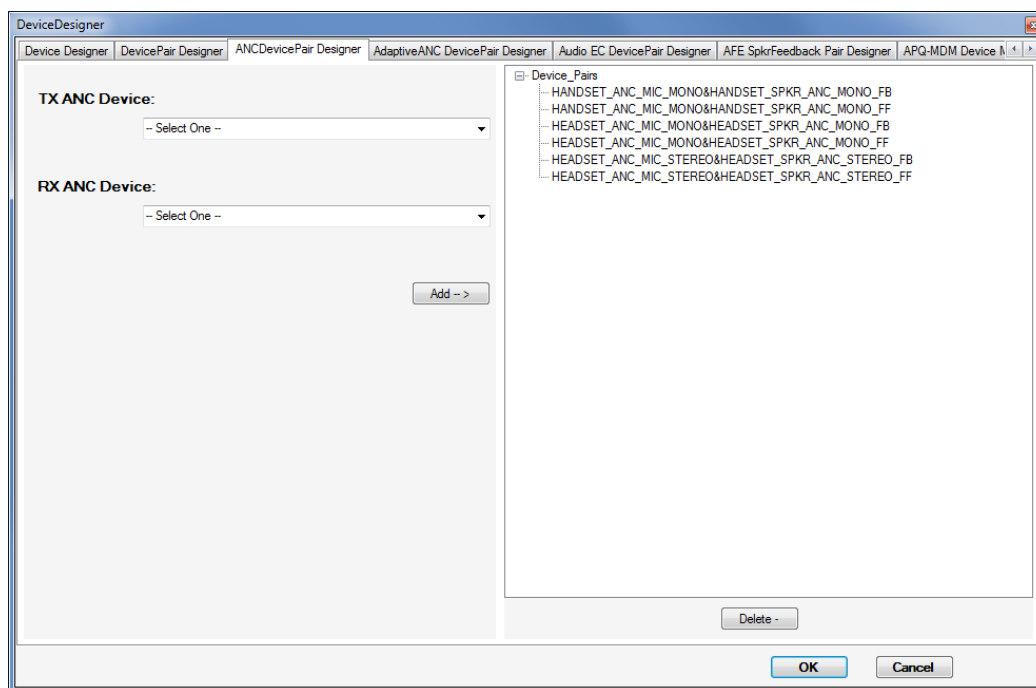 DeviceDesigner
Device Designer
DevicePair Designer
ANCDevicePair Designer
AdaptiveANC DevicePair Designer
Audio EC DevicePair Designer
AFE SpkrFeedback Pair Designer
APQ-MDM Device
TX ANC Device:
-- Select One --
RX ANC Device:
-- Select One --
Add -- >
Device_Pairs
HANDSET_ANC_MIC_MONO&HANDSET_SPKR_ANC_MONO_FB
HANDSET_ANC_MIC_MONO&HANDSET_SPKR_ANC_MONO_FF
HEADSET_ANC_MIC_MONO&HEADSET_SPKR_ANC_MONO_FB
HEADSET_ANC_MIC_MONO&HEADSET_SPKR_ANC_MONO_FF
HEADSET_ANC_MIC_STEREO&HEADSET_SPKR_ANC_STEREO_FB
HEADSET_ANC_MIC_STEREO&HEADSET_SPKR_ANC_STEREO_FF
Delete -
OK
Cancel